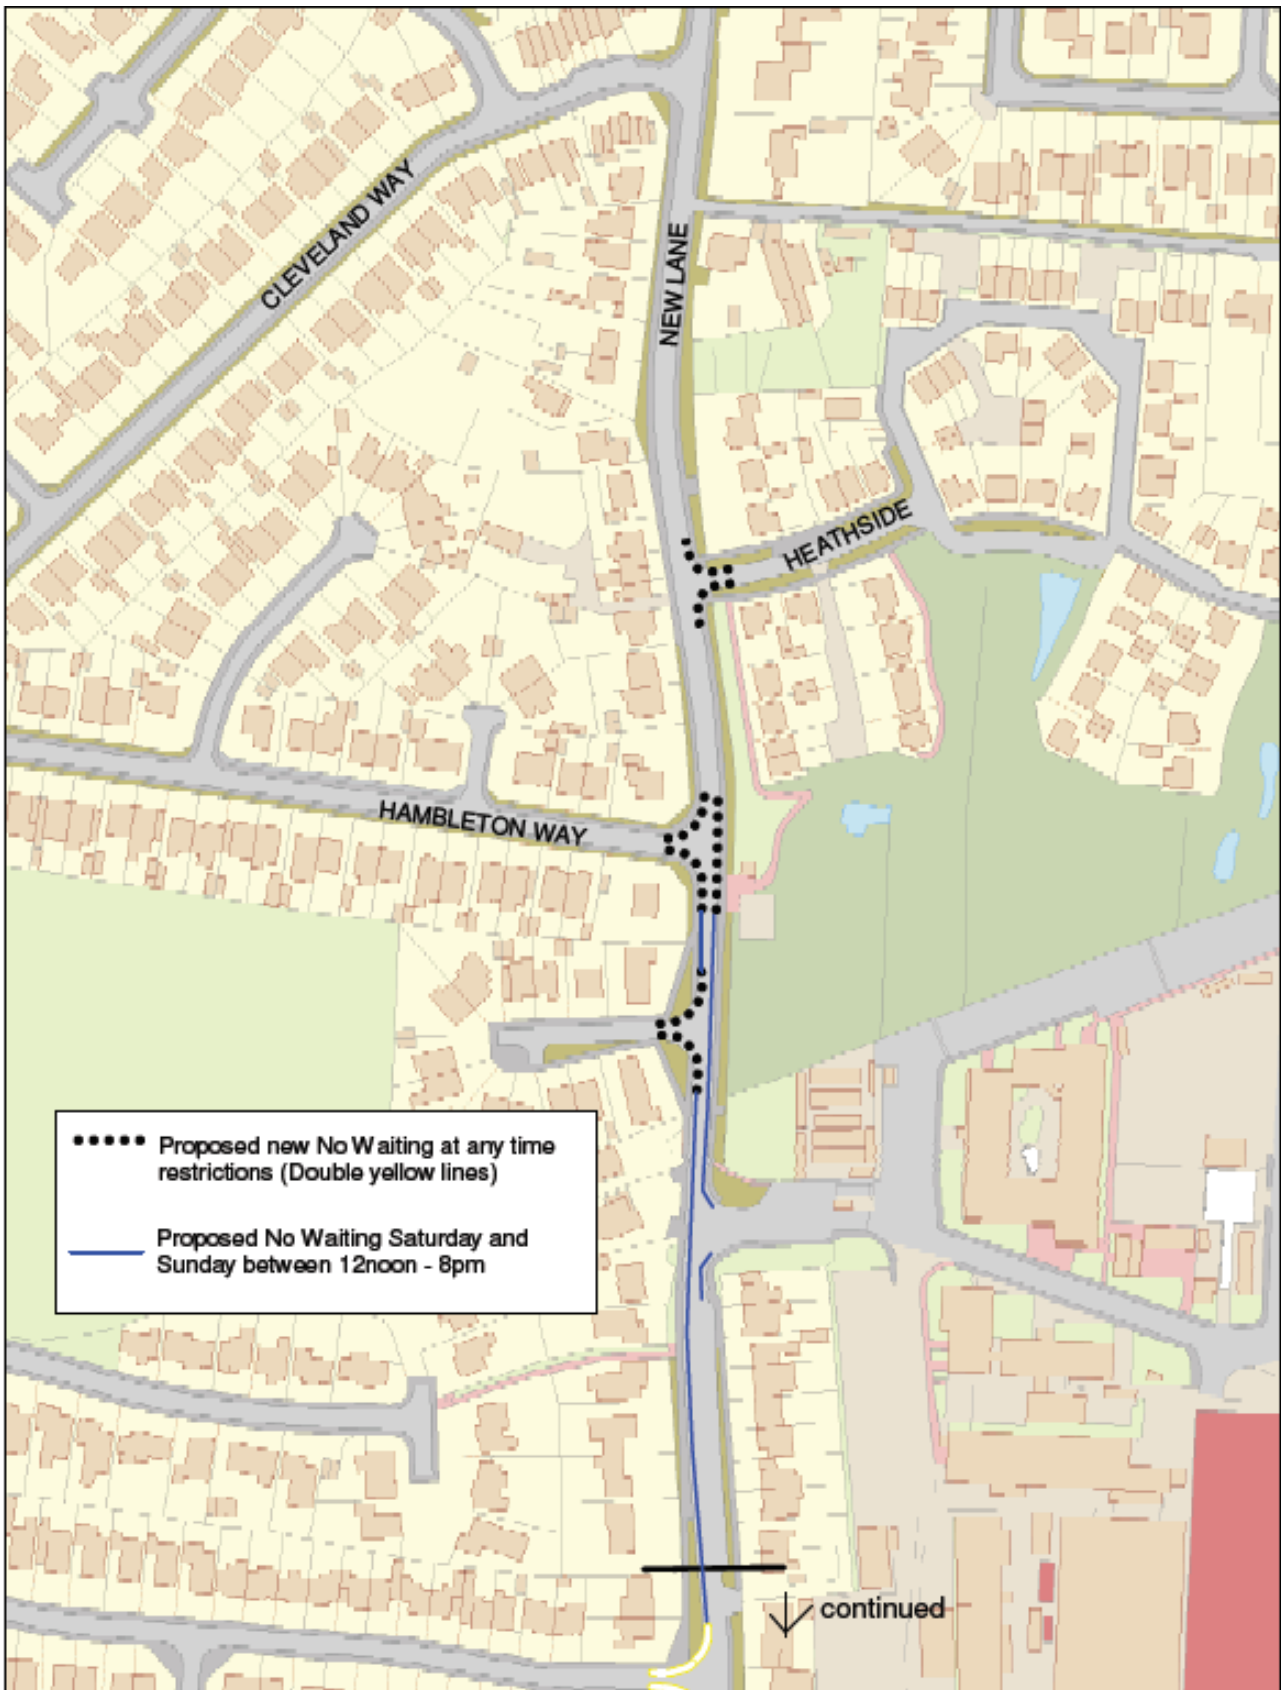 CLEVELAND WAY
NEW LANE
HEATHSIDE
HAMBLETON WAY
Proposed new No Waiting at any time
restrictions (Double yellow lines)
Proposed No Waiting Saturday and
Sunday between 12noon - 8pm
continued